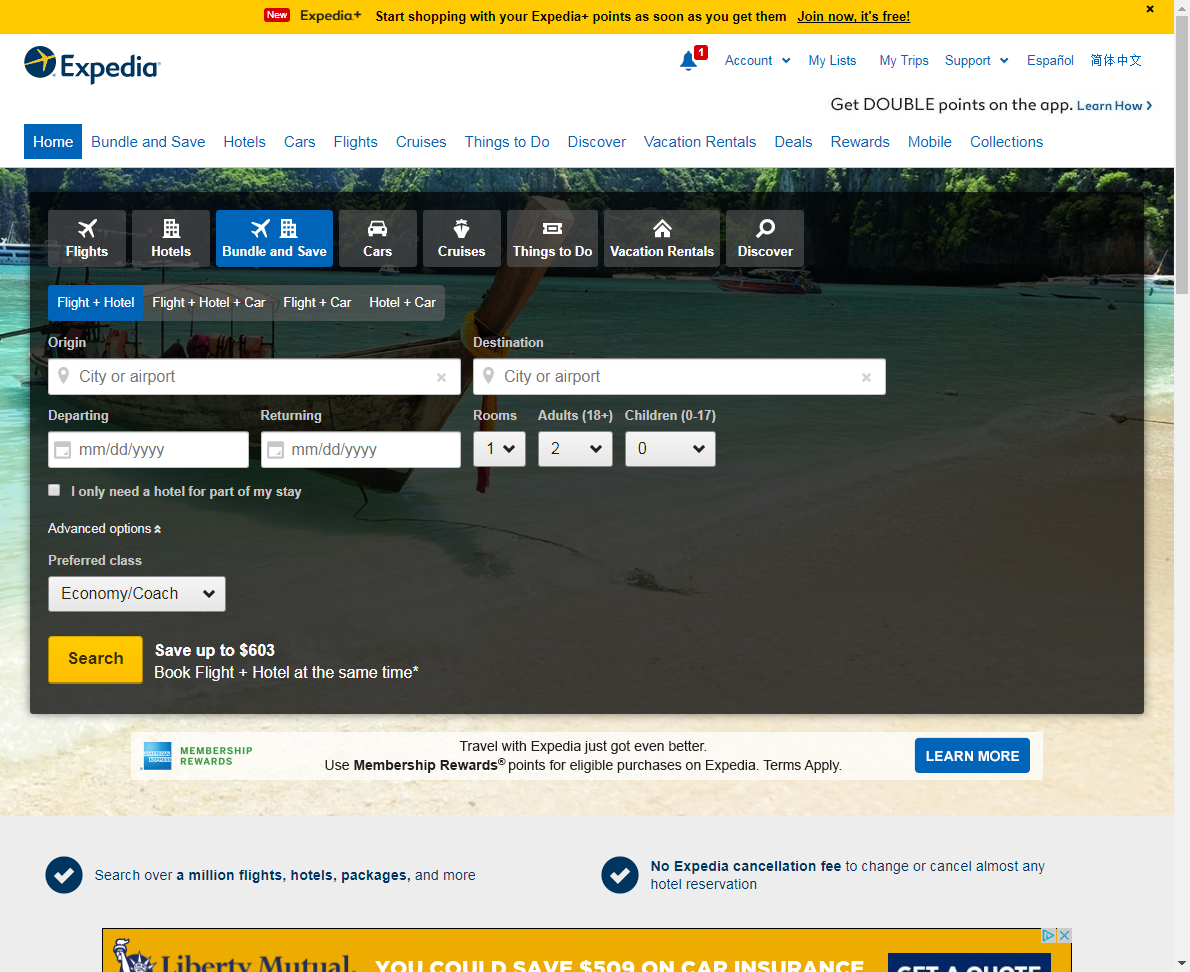 New Expedia+ Start shopping with your Expedia+ points as soon as you get them Join now, it's free!
Expedia
1 Account My Lists My Trips Support Español 简体中文
Get DOUBLE points on the app. Learn How
Home Bundle and Save Hotels Cars Flights Cruises Things to Do Discover Vacation Rentals Deals Rewards Mobile Collections
Flights Hotels Bundle and Save Cars Cruises Things to Do Vacation Rentals Discover
Flight + Hotel Flight + Hotel + Car Flight + Car Hotel + Car
Origin Destination
City or airport City or airport
Departing Returning Rooms Adults (18+) Children (0-17)
mm/dd/yyyy mm/dd/yyyy 1 2 0
I only need a hotel for part of my stay
Advanced options
Preferred class
Economy/Coach
Search
Save up to $603
Book Flight + Hotel at the same time*
AMERICAN EXPRESS
MEMBERSHIP REWARDS
Travel with Expedia just got even better.
Use Membership Rewards® points for eligible purchases on Expedia. Terms Apply.
LEARN MORE
Search over a million flights, hotels, packages, and more
No Expedia cancellation fee to change or cancel almost any
hotel reservation
Liberty Mutual. YOU COULD SAVE $509 ON CAR INSURANCE GET A QUOTE